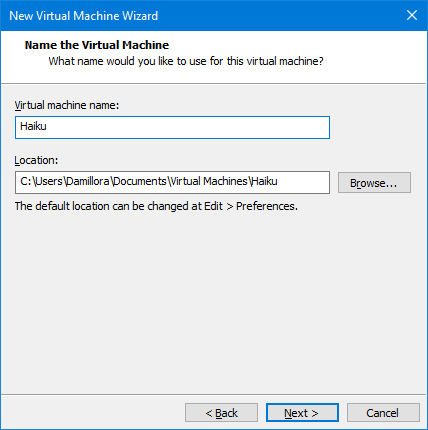 New Virtual Machine Wizard
Name the Virtual Machine
What name would you like to use for this virtual machine?
Virtual machine name:
Haiku
Location:
C:\Users\Damillora\Documents\Virtual Machines\Haiku
Browse...
The default location can be changed at Edit > Preferences.
< Back
Next >
Cancel